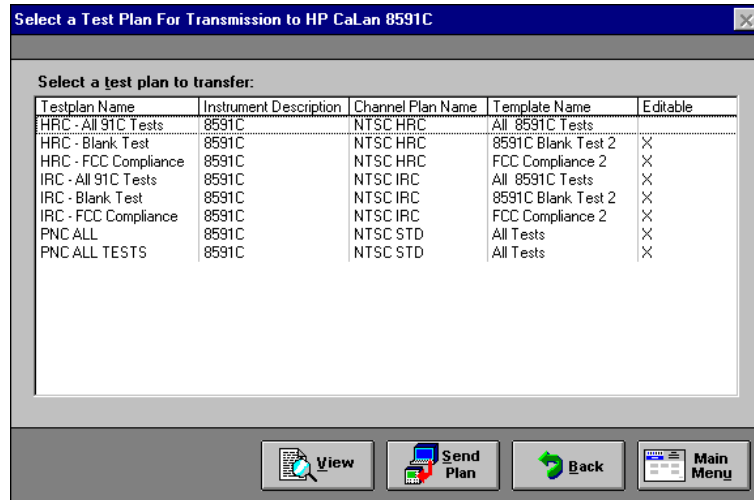 Select a Test Plan For Transmission to HP CaLan 8591C
Select a test plan to transfer:
Testplan Name Instrument Description Channel Plan Name Template Name Editable
HRC - All 91C Tests 8591C NTSC HRC All 8591C Tests
HRC - Blank Test 8591C NTSC HRC 8591C Blank Test 2 X
HRC - FCC Compliance 8591C NTSC HRC FCC Compliance 2 X
IRC - All 91C Tests 8591C NTSC IRC All 8591C Tests X
IRC - Blank Test 8591C NTSC IRC 8591C Blank Test 2 X
IRC - FCC Compliance 8591C NTSC IRC FCC Compliance 2 X
PNC ALL 8591C NTSC STD All Tests X
PNC ALL TESTS 8591C NTSC STD All Tests X
View Send Plan Back Main Menu